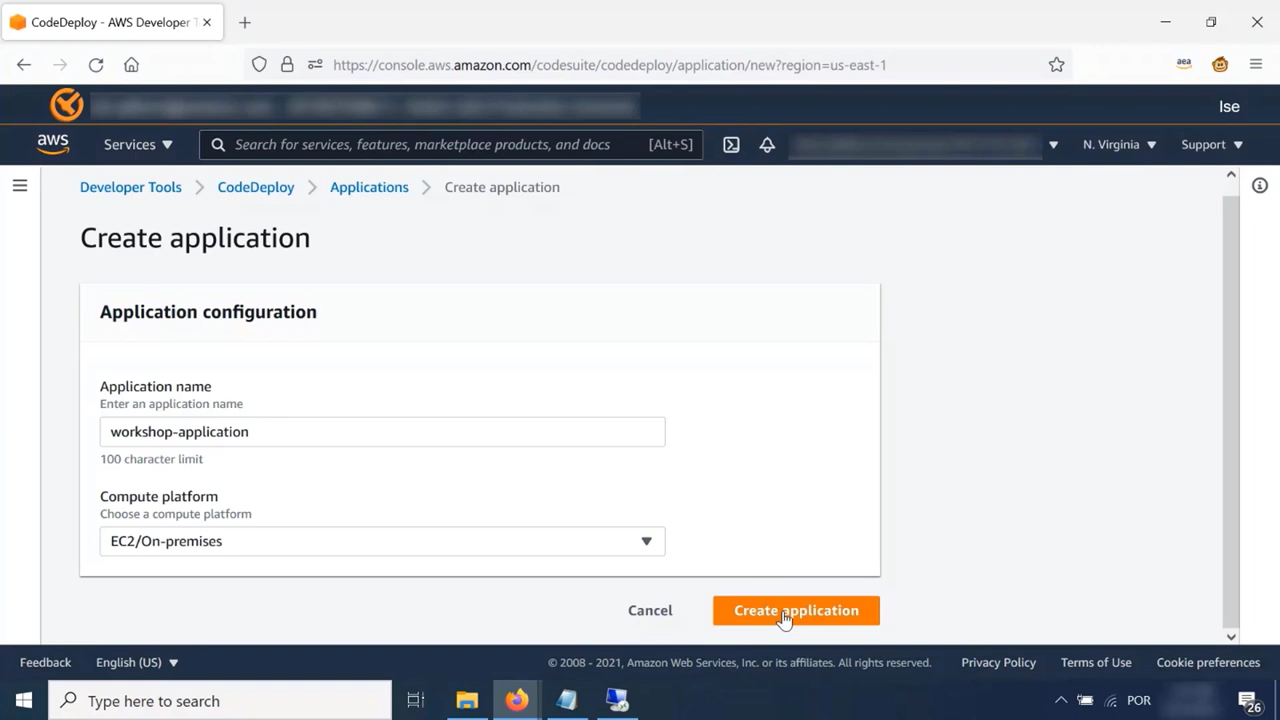 CodeDeploy - AWS Developer T
https://console.aws.amazon.com/codesuite/codedeploy/application/new?region=us-east-1
aea
Ise
aws
Services
Search for services, features, marketplace products, and docs
[Alt+S]
N. Virginia
Support
Developer Tools
CodeDeploy
Applications
Create application
Create application
Application configuration
Application name
Enter an application name
workshop-application
100 character limit
Compute platform
Choose a compute platform
EC2/On-premises
Cancel
Create application
Feedback
English (US)
© 2008 - 2021, Amazon Web Services, Inc. or its affiliates. All rights reserved.
Privacy Policy
Terms of Use
Cookie preferences
Type here to search
POR
26